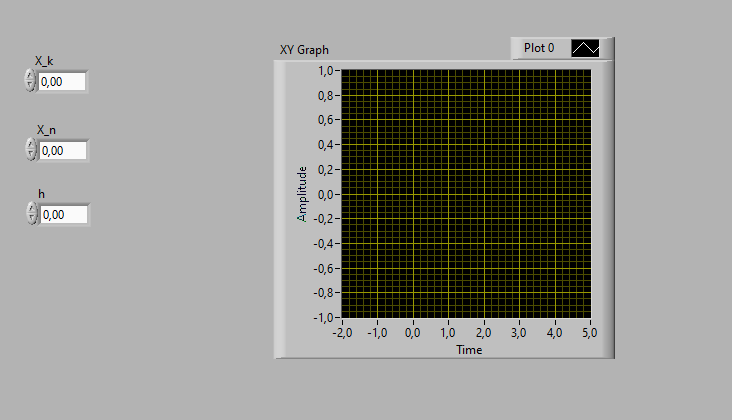 X_k
0,00
X_n
0,00
h
0,00
XY Graph
Plot 0
Amplitude
1,0
0,8
0,6
0,4
0,2
0,0
-0,2
-0,4
-0,6
-0,8
-1,0
-2,0 -1,0 0,0 1,0 2,0 3,0 4,0 5,0
Time